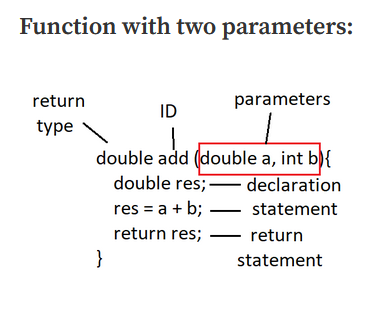 Function with two parameters:
return type
ID
parameters
double add (double a, int b){
double res; declaration
res = a + b; statement
return res; return
} statement